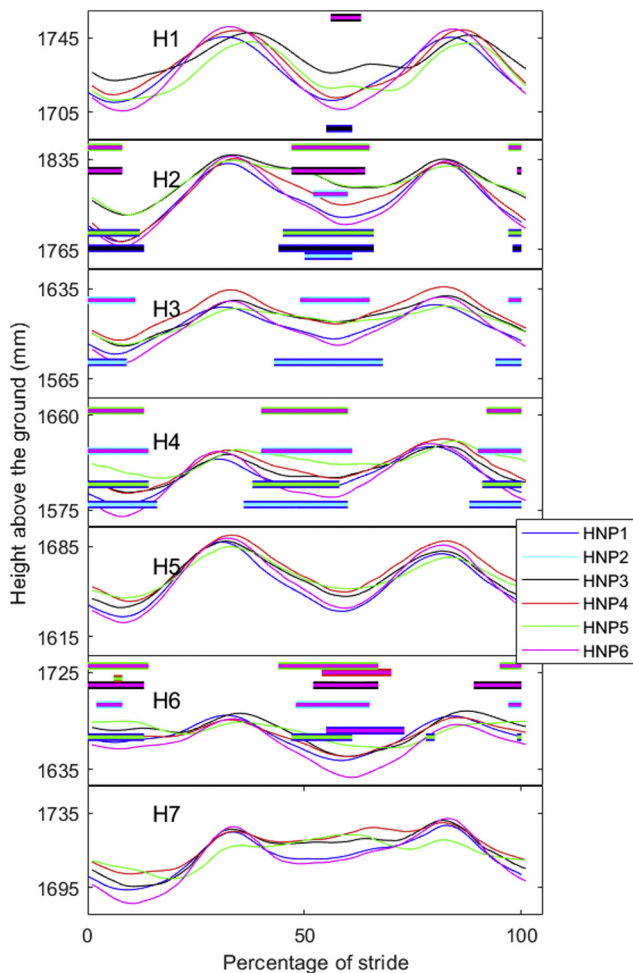 H1
1745
1705
H2
1835
1765
H3
1635
1565
H4
1660
1575
H5
1685
1615
H6
1725
1635
H7
1735
1695
Height above the ground (mm)
HNP1
HNP2
HNP3
HNP4
HNP5
HNP6
0
50
100
Percentage of stride